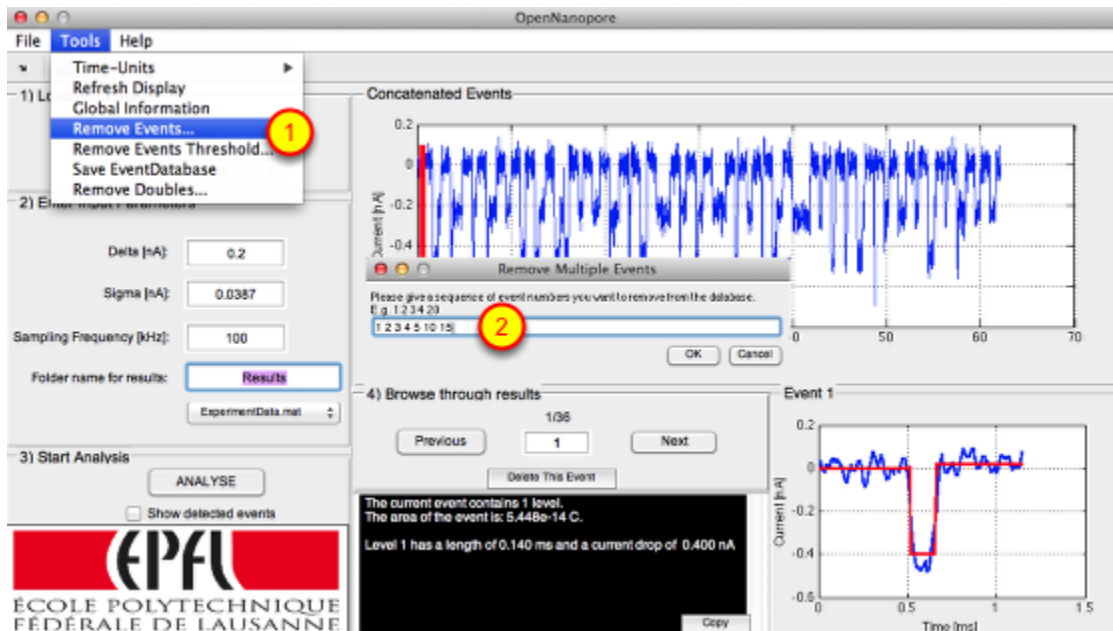 OpenNanopore
File Tools Help
Time-Units
Refresh Display
Global Information
Remove Events...
Remove Events Threshold...
Save EventDatabase
Remove Doubles...
1
1) Lo
2) Enter Input Parameters
Delta [nA]: 0.2
Sigma [nA]: 0.0387
Sampling Frequency [kHz]: 100
Folder name for results: Results
ExperimentData.mat
3) Start Analysis
ANALYSE
Show detected events
EPFL
ÉCOLE POLYTECHNIQUE
FÉDÉRALE DE LAUSANNE
Concatenated Events
Current [nA]
0.2
0
-0.2
-0.4
-0.8
50
60
70
Remove Multiple Events
Please give a sequence of event numbers you want to remove from the database.
E.g. 1 2 3 4 20
1 2 3 4 5 10 15
2
OK Cancel
4) Browse through results
1/36
Previous 1 Next
Delete This Event
The current event contains 1 level.
The area of the event is: 5.448e-14 C.
Level 1 has a length of 0.140 ms and a current drop of 0.400 nA
Copy
Event 1
Current [nA]
0.2
0
-0.2
-0.4
-0.6
0
0.5
1
1.5
Time [ms]